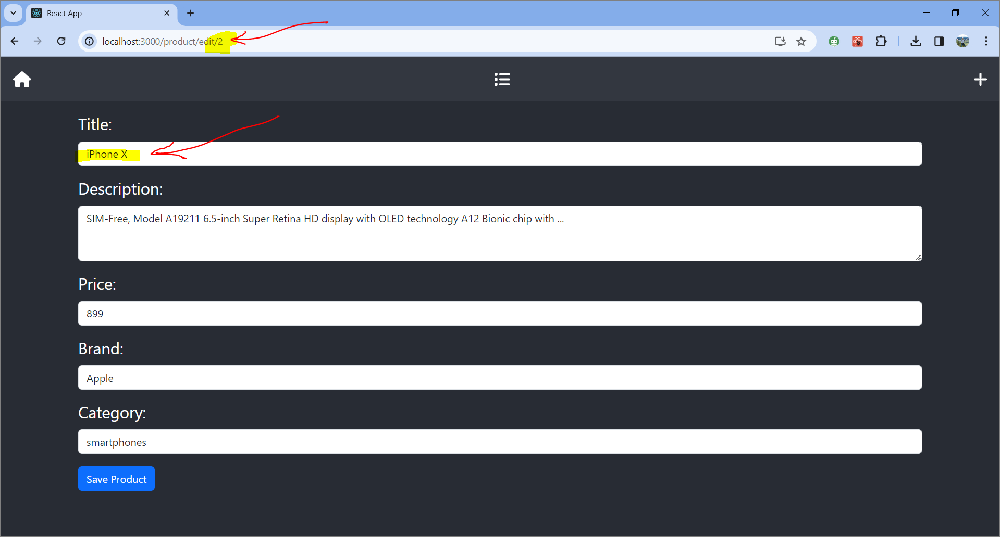 React App
localhost:3000/product/edit/2
Title:
iPhone X
Description:
SIM-Free, Model A19211 6.5-inch Super Retina HD display with OLED technology A12 Bionic chip with ...
Price:
899
Brand:
Apple
Category:
smartphones
Save Product